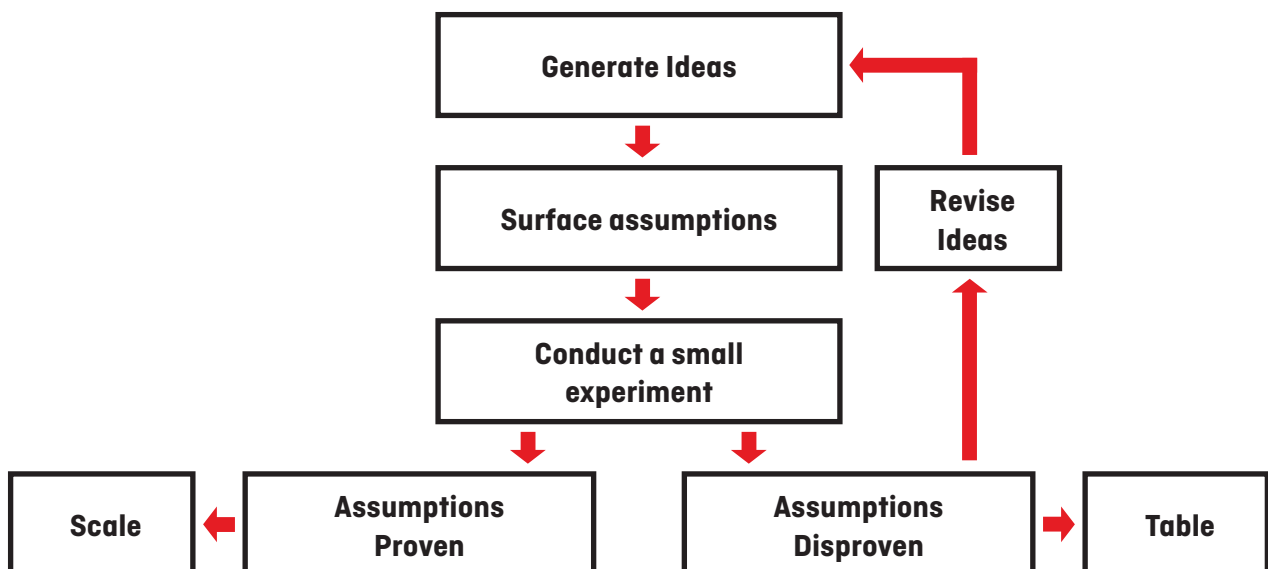 Generate Ideas
Surface assumptions
Revise
Ideas
Conduct a small
experiment
Scale
Assumptions
Proven
Assumptions
Disproven
Table